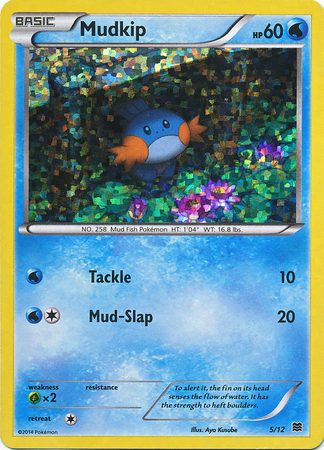 BASIC
Mudkip HP60
NO. 258 Mud Fish Pokémon HT: 1'04" WT: 16.8 lbs.
Tackle 10
Mud-Slap 20
weakness resistance
×2
To alert it, the fin on its head
senses the flow of water. It has
the strength to heft boulders.
retreat
Illus. Aya Kusube
©2014 Pokémon 5/12